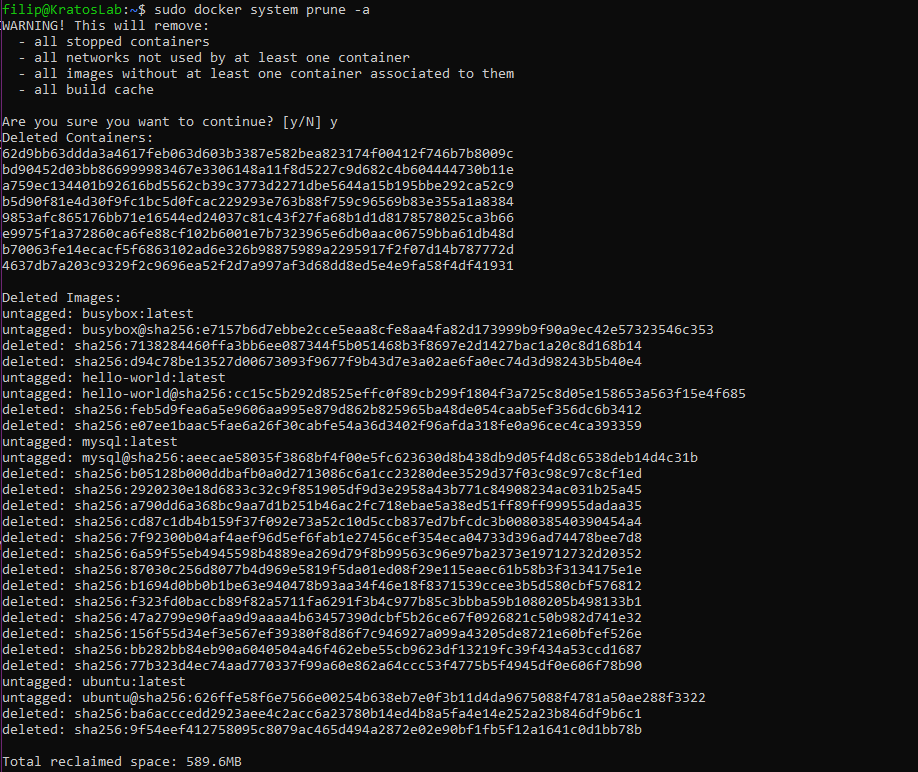 filip@KratosLab:~$ sudo docker system prune -a
WARNING! This will remove:
  - all stopped containers
  - all networks not used by at least one container
  - all images without at least one container associated to them
  - all build cache

Are you sure you want to continue? [y/N] y
Deleted Containers:
62d9bb63ddda3a4617feb063d603b3387e582bea823174f00412f746b7b8009c
bd90452d03bb866999983467e3306148a11f8d5227c9d682c4b604444730b11e
a759ec134401b92616bd5562cb39c3773d2271dbe5644a15b195bbe292ca52c9
b5d90f81e4d30f9fc1bc5d0fcac229293e763b88f759c96569b83e355a1a8384
9853afc865176bb71e16544ed24037c81c43f27fa68b1d1d8178578025ca3b66
e9975f1a372860ca6fe88cf102b6001e7b7323965e6db0aac06759bba61db48d
b70063fe14ecacf5f6863102ad6e326b98875989a2295917f2f07d14b787772d
4637db7a203c9329f2c9696ea52f2d7a997af3d68dd8ed5e4e9fa58f4df41931

Deleted Images:
untagged: busybox:latest
untagged: busybox@sha256:e7157b6d7ebbe2cce5eaa8cfe8aa4fa82d173999b9f90a9ec42e57323546c353
deleted: sha256:7138284460ffa3bb6ee087344f5b051468b3f8697e2d1427bac1a20c8d168b14
deleted: sha256:d94c78be13527d00673093f9677f9b43d7e3a02ae6fa0ec74d3d98243b5b40e4
untagged: hello-world:latest
untagged: hello-world@sha256:cc15c5b292d8525effc0f89cb299f1804f3a725c8d05e158653a563f15e4f685
deleted: sha256:feb5d9fea6a5e9606aa995e879d862b825965ba48de054caab5ef356dc6b3412
deleted: sha256:e07ee1baac5fae6a26f30cabfe54a36d3402f96afda318fe0a96cec4ca393359
untagged: mysql:latest
untagged: mysql@sha256:aeecae58035f3868bf4f00e5fc623630d8b438db9d05f4d8c6538deb14d4c31b
deleted: sha256:b05128b000ddbafb0a0d2713086c6a1cc23280dee3529d37f03c98c97c8cf1ed
deleted: sha256:2920230e18d6833c32c9f851905df9d3e2958a43b771c84908234ac031b25a45
deleted: sha256:a790dd6a368bc9aa7d1b251b46ac2fc718ebae5a38ed51ff89ff99955dadaa35
deleted: sha256:cd87c1db4b159f37f092e73a52c10d5ccb837ed7bfcdc3b008038540390454a4
deleted: sha256:7f92300b04af4aef96d5ef6fab1e27456cef354eca04733d396ad74478bee7d8
deleted: sha256:6a59f55eb4945598b4889ea269d79f8b99563c96e97ba2373e19712732d20352
deleted: sha256:87030c256d8077b4d969e5819f5da01ed08f29e115eaec61b58b3f3134175e1e
deleted: sha256:b1694d0bb0b1be63e940478b93aa34f46e18f8371539ccee3b5d580cbf576812
deleted: sha256:f323fd0baccb89f82a5711fa6291f3b4c977b85c3bbba59b1080205b498133b1
deleted: sha256:47a2799e90faa9d9aaaa4b63457390dcbf5b26ce67f0926821c50b982d741e32
deleted: sha256:156f55d34ef3e567ef39380f8d86f7c946927a099a43205de8721e60bfef526e
deleted: sha256:bb282bb84eb90a6040504a46f462ebe55cb9623df13219fc39f434a53ccd1687
deleted: sha256:77b323d4ec74aad770337f99a60e862a64ccc53f4775b5f4945df0e606f78b90
untagged: ubuntu:latest
untagged: ubuntu@sha256:626ffe58f6e7566e00254b638eb7e0f3b11d4da9675088f4781a50ae288f3322
deleted: sha256:ba6acccedd2923aee4c2acc6a23780b14ed4b8a5fa4e14e252a23b846df9b6c1
deleted: sha256:9f54eef412758095c8079ac465d494a2872e02e90bf1fb5f12a1641c0d1bb78b

Total reclaimed space: 589.6MB